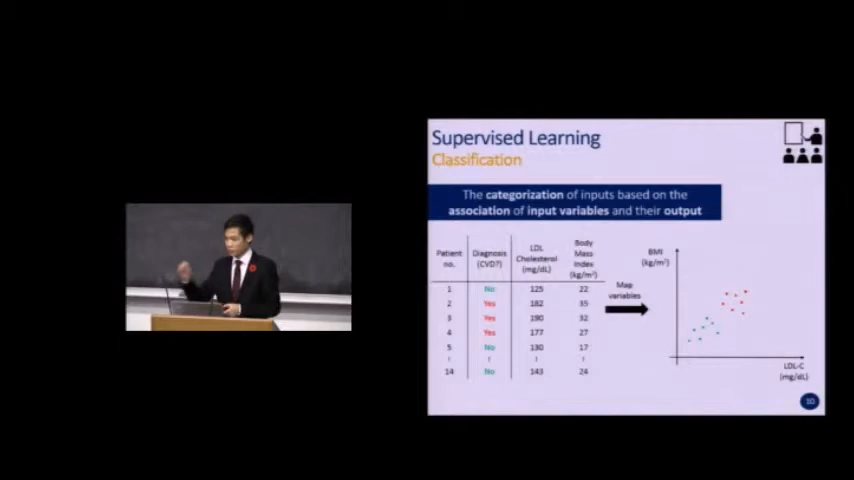 Supervised Learning
Classification
The categorization of inputs based on the
association of input variables and their output
Patient no. Diagnosis (CVD?) LDL Cholesterol (mg/dL) Body Mass Index (kg/m²)
1 No 125 22
2 Yes 182 35
3 Yes 190 32
4 Yes 177 27
5 No 130 17
⁞ ⁞ ⁞ ⁞
14 No 143 24
Map
variables
BMI
(kg/m²)
LDL-C
(mg/dL)
10